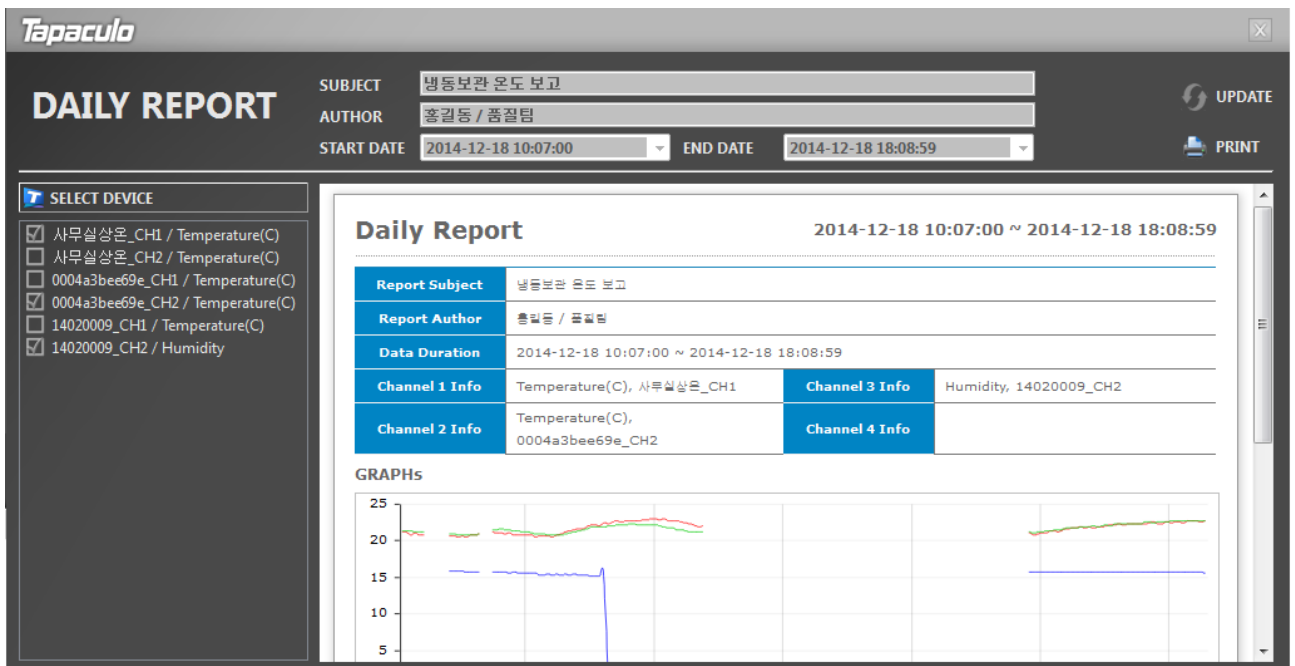 Tapaculo
DAILY REPORT
SUBJECT 냉동보관 온도 보고
AUTHOR 홍길동 / 품질팀
START DATE 2014-12-18 10:07:00 END DATE 2014-12-18 18:08:59
UPDATE
PRINT
SELECT DEVICE
사무실상온_CH1 / Temperature(C)
사무실상온_CH2 / Temperature(C)
0004a3bee69e_CH1 / Temperature(C)
0004a3bee69e_CH2 / Temperature(C)
14020009_CH1 / Temperature(C)
14020009_CH2 / Humidity
Daily Report 2014-12-18 10:07:00 ~ 2014-12-18 18:08:59
Report Subject 냉동보관 온도 보고
Report Author 홍길동 / 품질팀
Data Duration 2014-12-18 10:07:00 ~ 2014-12-18 18:08:59
Channel 1 Info Temperature(C), 사무실상온_CH1 Channel 3 Info Humidity, 14020009_CH2
Channel 2 Info Temperature(C),
0004a3bee69e_CH2 Channel 4 Info
GRAPHs
25
20
15
10
5